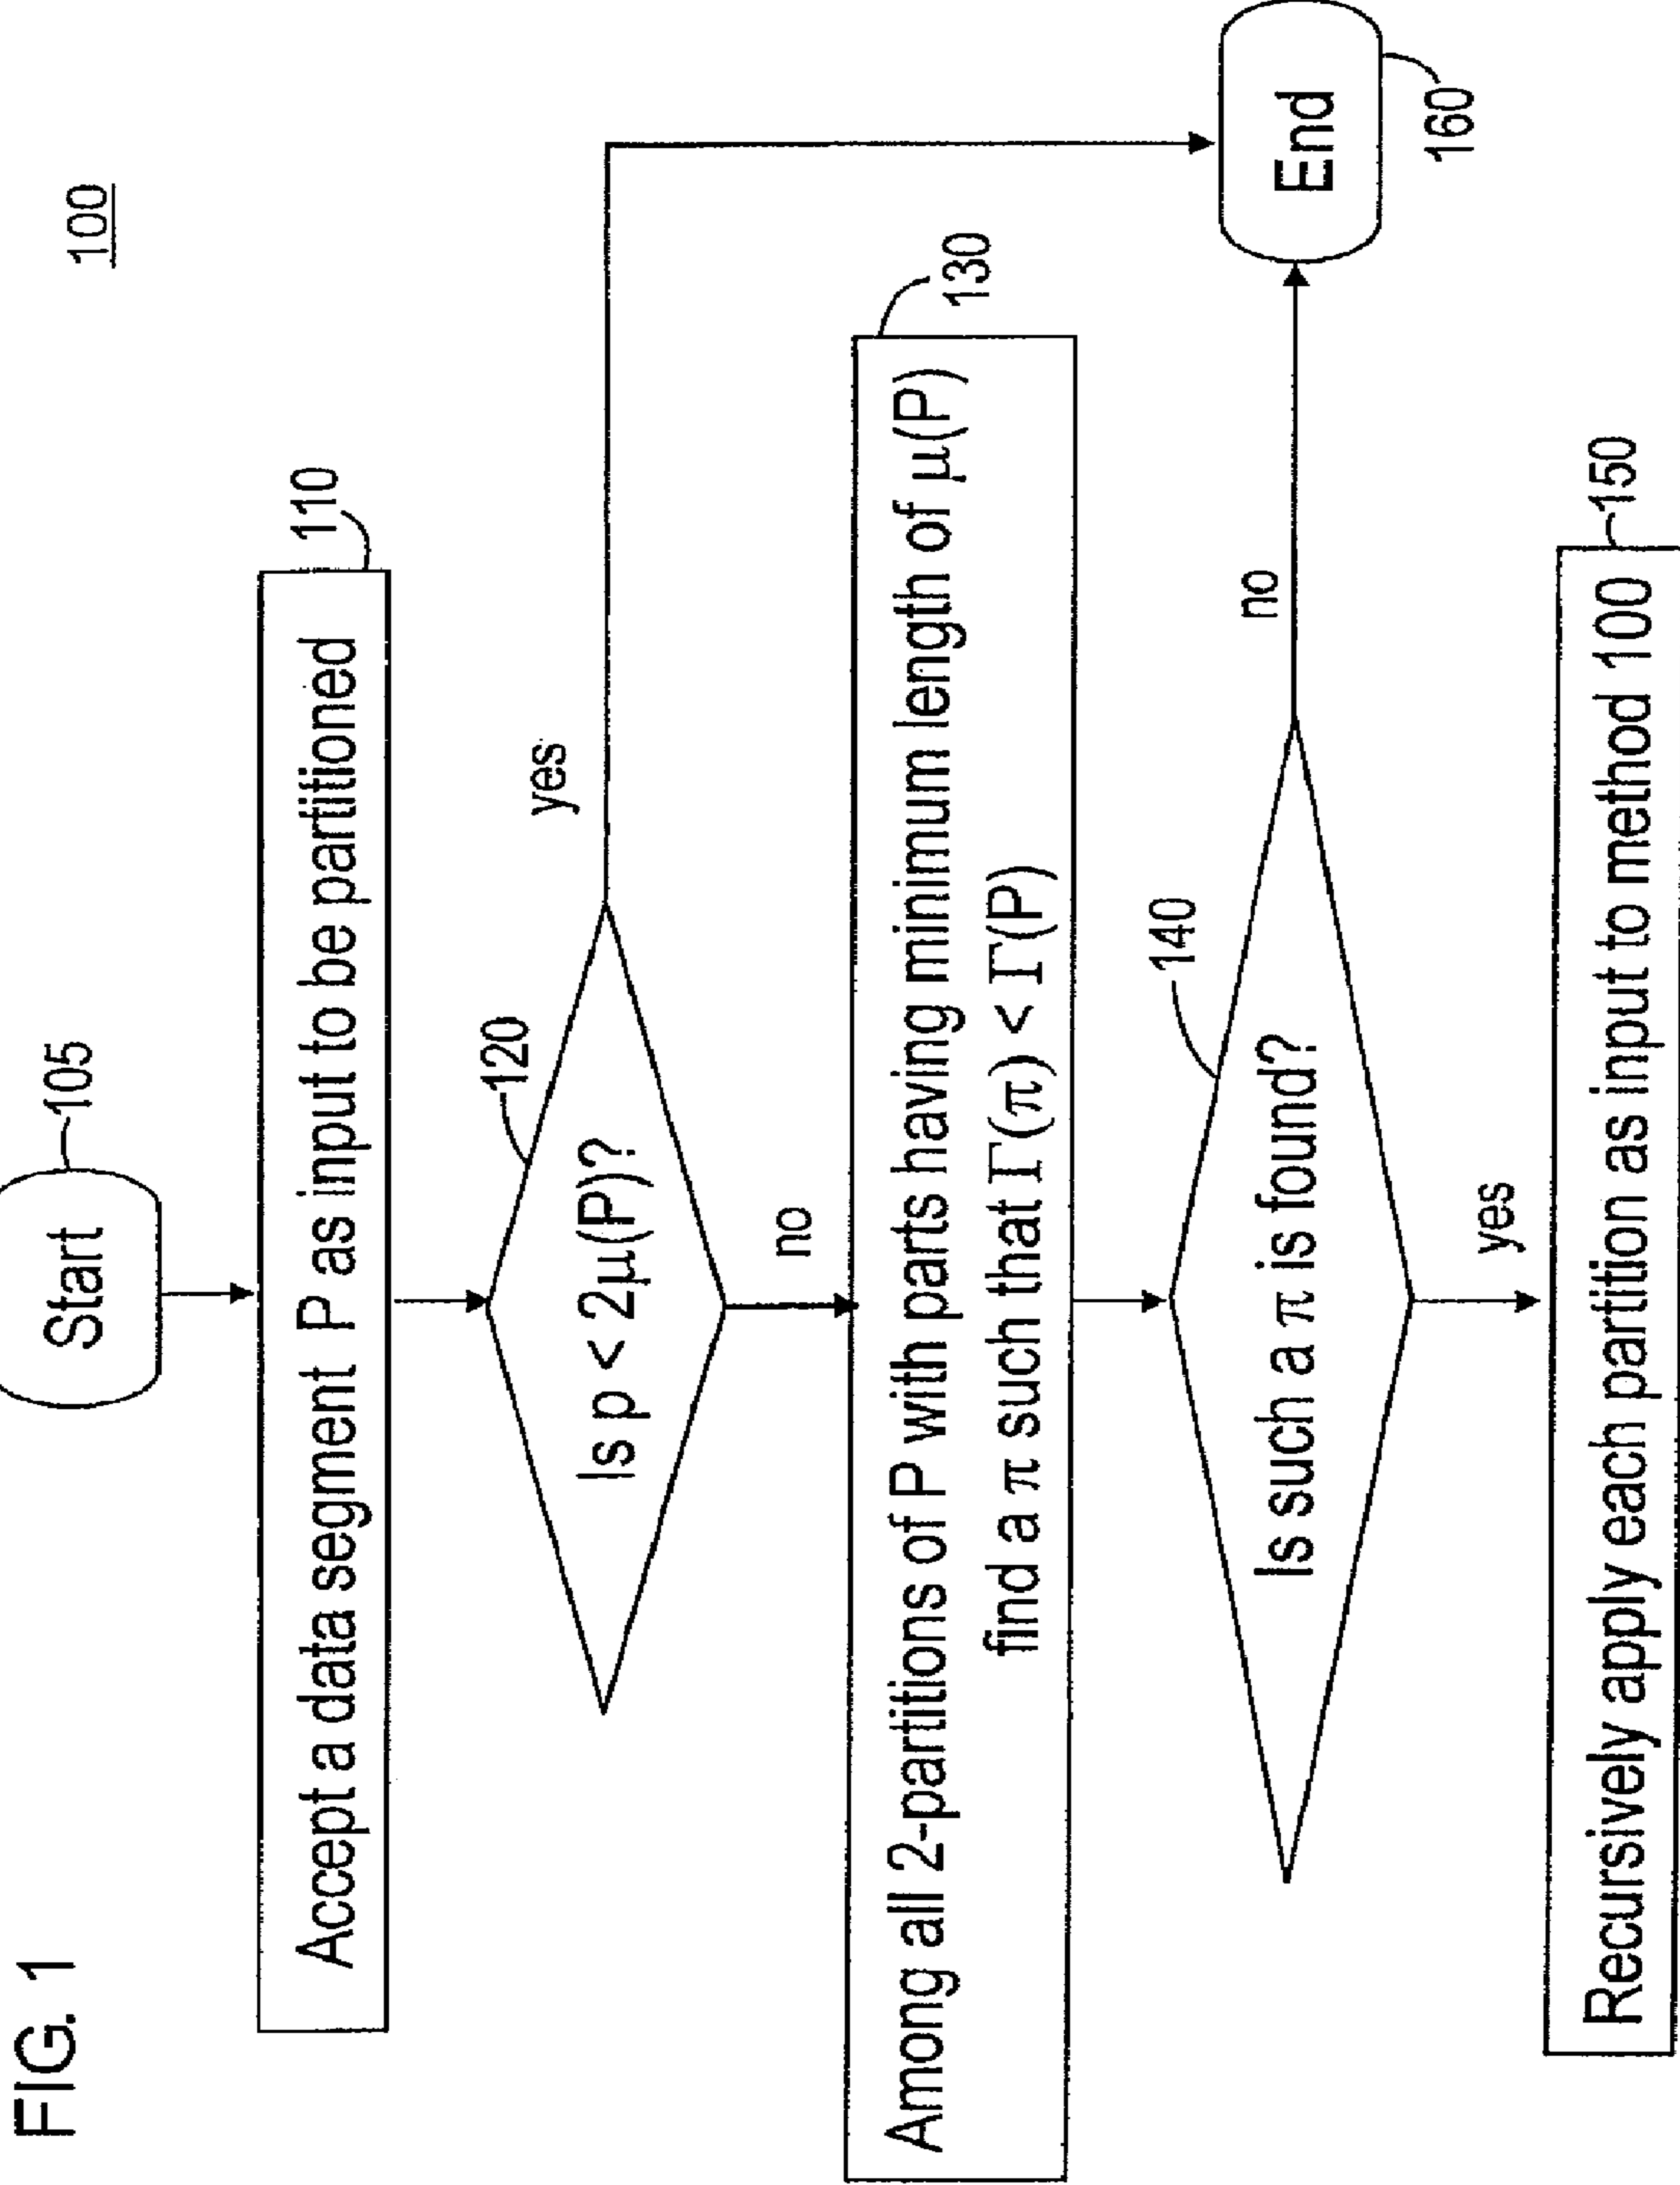 FIG. 1
100
Start
105
Accept a data segment P as input to be partitioned
110
Is p < 2μ(P)?
120
yes
no
Among all 2-partitions of P with parts having minimum length of μ(P)
find a π such that Γ(π) < Γ(P)
130
Is such a π is found?
140
no
yes
End
160
Recursively apply each partition as input to method 100
150